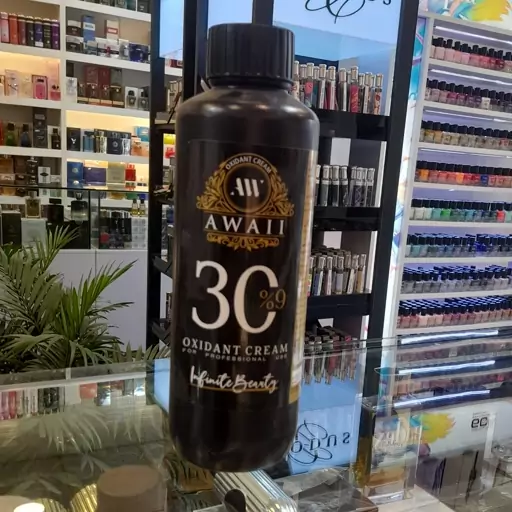 OXIDANT CREAM
AW
AWAII
30
%9
OXIDANT CREAM
FOR PROFESSIONAL USE
Infinite Beauty